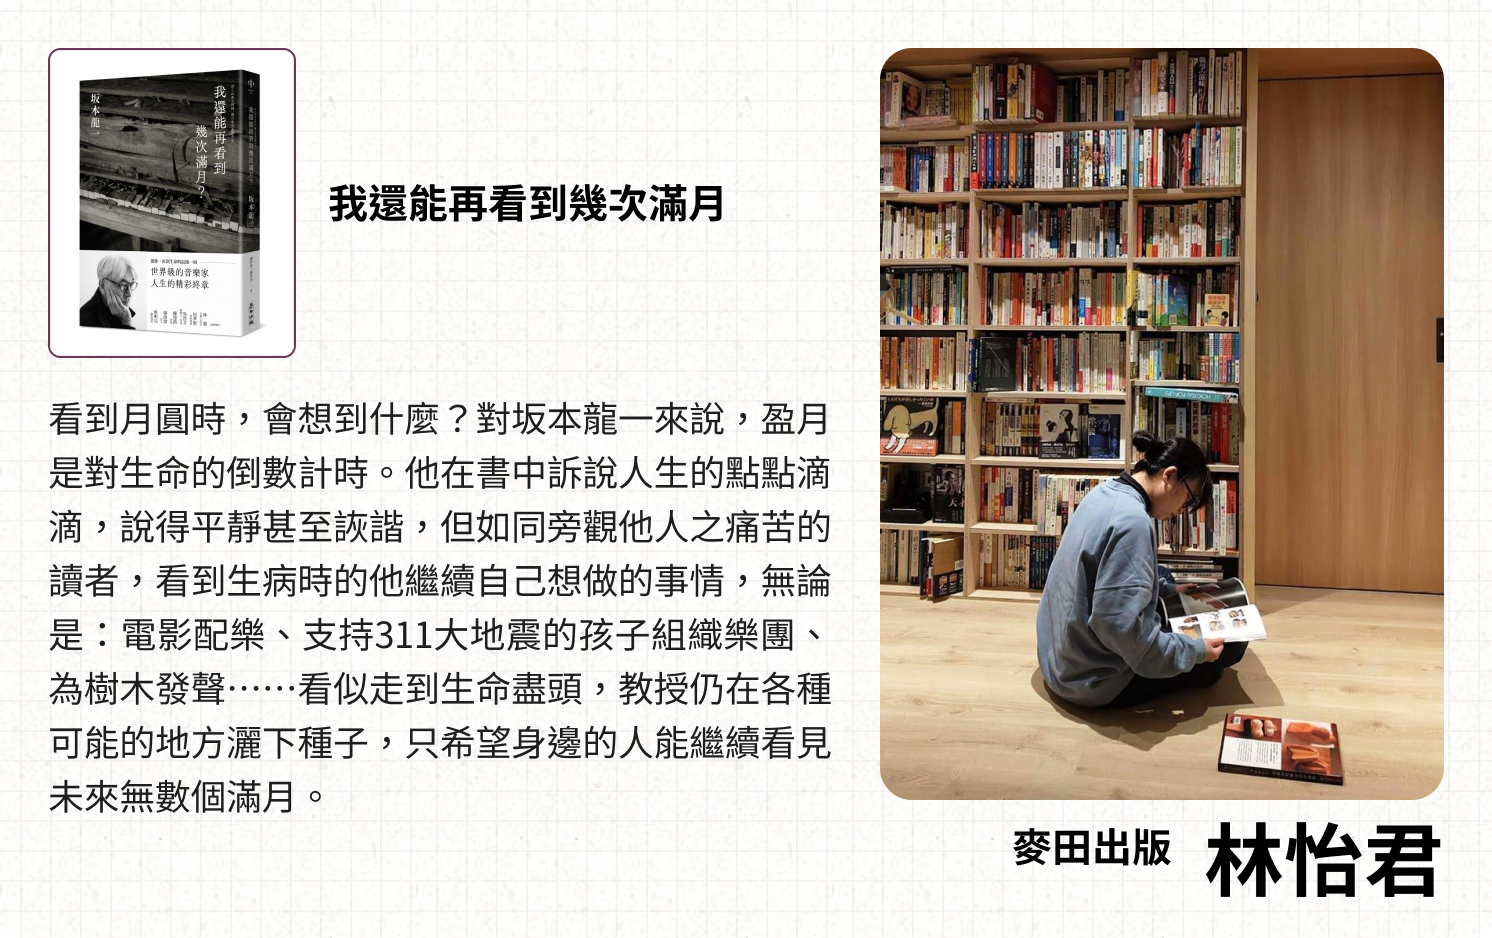 我還能再看到
幾次滿月？
坂本龍一
世界級的音樂家
人生的精彩終章
我還能再看到幾次滿月
看到月圓時，會想到什麼？對坂本龍一來說，盈月
是對生命的倒數計時。他在書中訴說人生的點點滴
滴，說得平靜甚至詼諧，但如同旁觀他人之痛苦的
讀者，看到生病時的他繼續自己想做的事情，無論
是：電影配樂、支持311大地震的孩子組織樂團、
為樹木發聲⋯⋯看似走到生命盡頭，教授仍在各種
可能的地方灑下種子，只希望身邊的人能繼續看見
未來無數個滿月。
麥田出版
林怡君